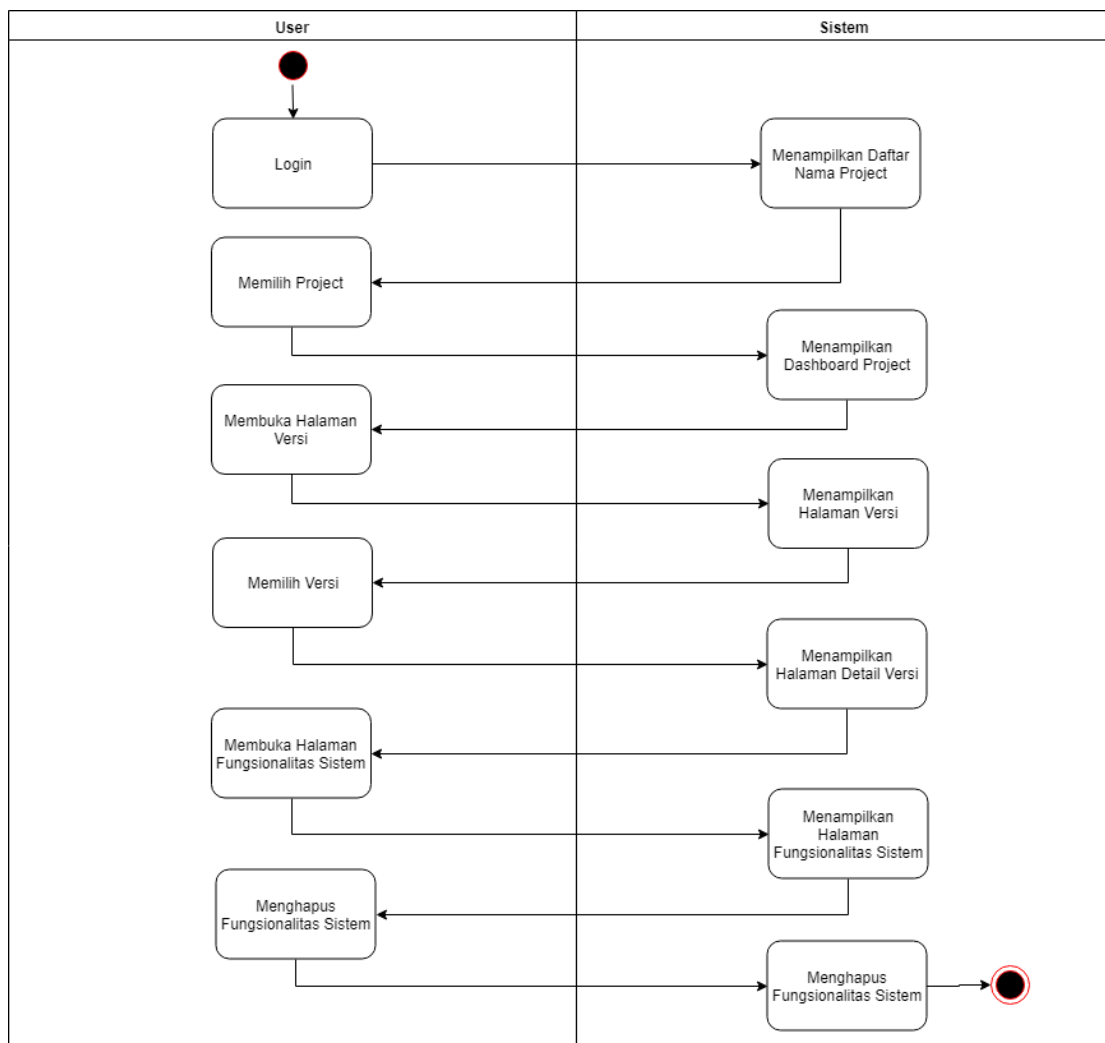 User
Sistem
Login
Menampilkan Daftar
Nama Project
Memilih Project
Menampilkan
Dashboard Project
Membuka Halaman
Versi
Menampilkan
Halaman Versi
Memilih Versi
Menampilkan
Halaman Detail Versi
Membuka Halaman
Fungsionalitas Sistem
Menampilkan
Halaman
Fungsionalitas Sistem
Menghapus
Fungsionalitas Sistem
Menghapus
Fungsionalitas Sistem